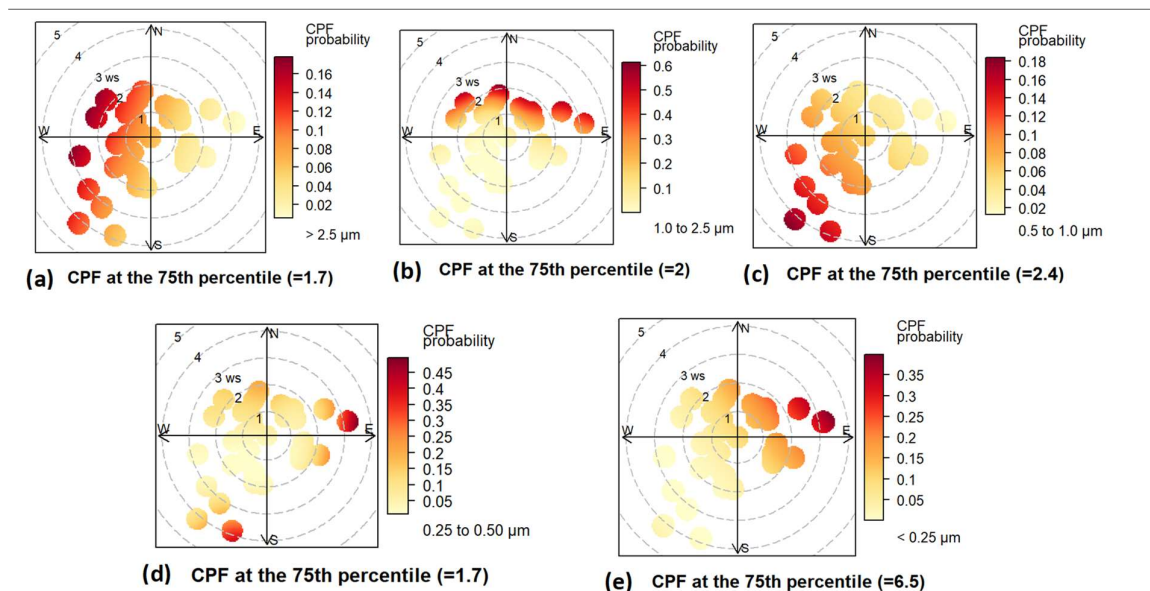 CPF
probability
5
4
3 ws
2
1
N
W
E
S
0.16
0.14
0.12
0.1
0.08
0.06
0.04
0.02
> 2.5 µm
(a) CPF at the 75th percentile (=1.7)
CPF
probability
5
4
3 ws
2
1
N
W
E
S
0.6
0.5
0.4
0.3
0.2
0.1
1.0 to 2.5 µm
(b) CPF at the 75th percentile (=2)
CPF
probability
5
4
3 ws
2
1
N
W
E
S
0.18
0.16
0.14
0.12
0.1
0.08
0.06
0.04
0.02
0.5 to 1.0 µm
(c) CPF at the 75th percentile (=2.4)
CPF
probability
5
4
3 ws
2
1
N
W
E
S
0.45
0.4
0.35
0.3
0.25
0.2
0.15
0.1
0.05
0.25 to 0.50 µm
(d) CPF at the 75th percentile (=1.7)
CPF
probability
5
4
3 ws
2
1
N
W
E
S
0.35
0.3
0.25
0.2
0.15
0.1
0.05
< 0.25 µm
(e) CPF at the 75th percentile (=6.5)